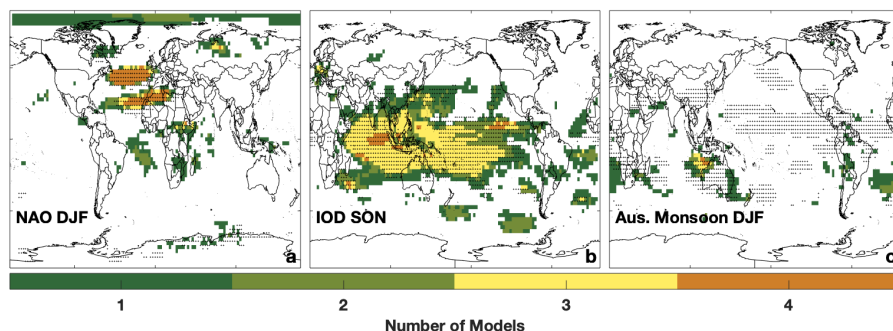 NAO DJF
a
IOD SON
b
Aus. Monsoon DJF
c
1 2 3 4
Number of Models